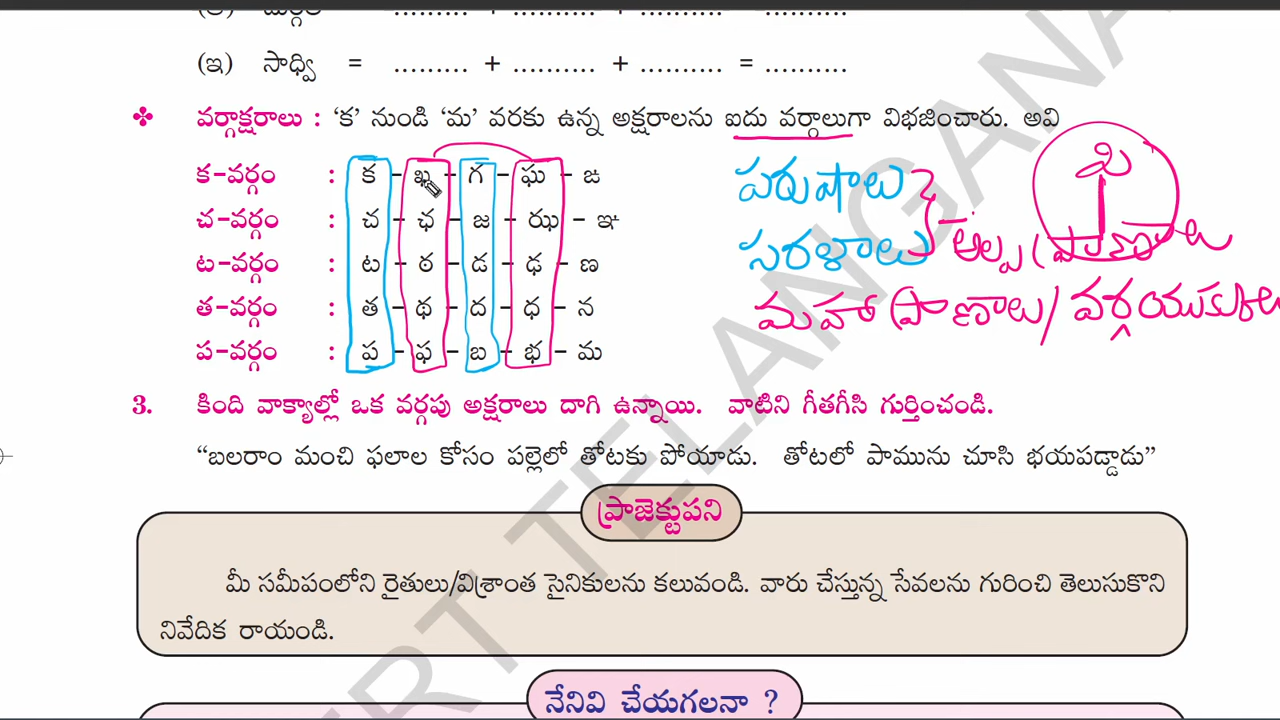 (ఇ) సాధ్వి = ......... + .......... + .......... = ..........
❖ వర్గాక్షరాలు : ‘క’ నుండి ‘మ’ వరకు ఉన్న అక్షరాలను ఐదు వర్గాలుగా విభజించారు. అవి
క-వర్గం : క - ఖ - గ - ఘ - ఙ
చ-వర్గం : చ - ఛ - జ - ఝ - ఞ
ట-వర్గం : ట - ఠ - డ - ఢ - ణ
త-వర్గం : త - థ - ద - ధ - న
ప-వర్గం : ప - ఫ - బ - భ - మ
పరుషాలు
సరళాలు
అల్పప్రాణాలు
మహాప్రాణాలు/వర్గయుక్కులు
3. కింది వాక్యాల్లో ఒక వర్గపు అక్షరాలు దాగి ఉన్నాయి. వాటిని గీతగీసి గుర్తించండి.
“బలరాం మంచి ఫలాల కోసం పల్లెలో తోటకు పోయాడు. తోటలో పామును చూసి భయపడ్డాడు”
ప్రాజెక్టుపని
మీ సమీపంలోని రైతులు/విశ్రాంత సైనికులను కలువండి. వారు చేస్తున్న సేవలను గురించి తెలుసుకొని
నివేదిక రాయండి.
నేనివి చేయగలనా ?